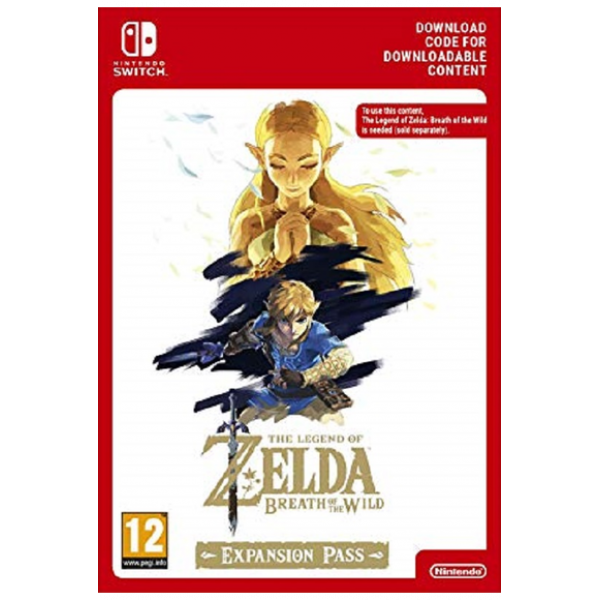 NINTENDO
SWITCH
DOWNLOAD
CODE FOR
DOWNLOADABLE
CONTENT
To use this content,
The Legend of Zelda: Breath of the Wild
is needed (sold separately).
THE LEGEND OF
ZELDA
BREATH OF THE WILD
EXPANSION PASS
12
www.pegi.info
Nintendo